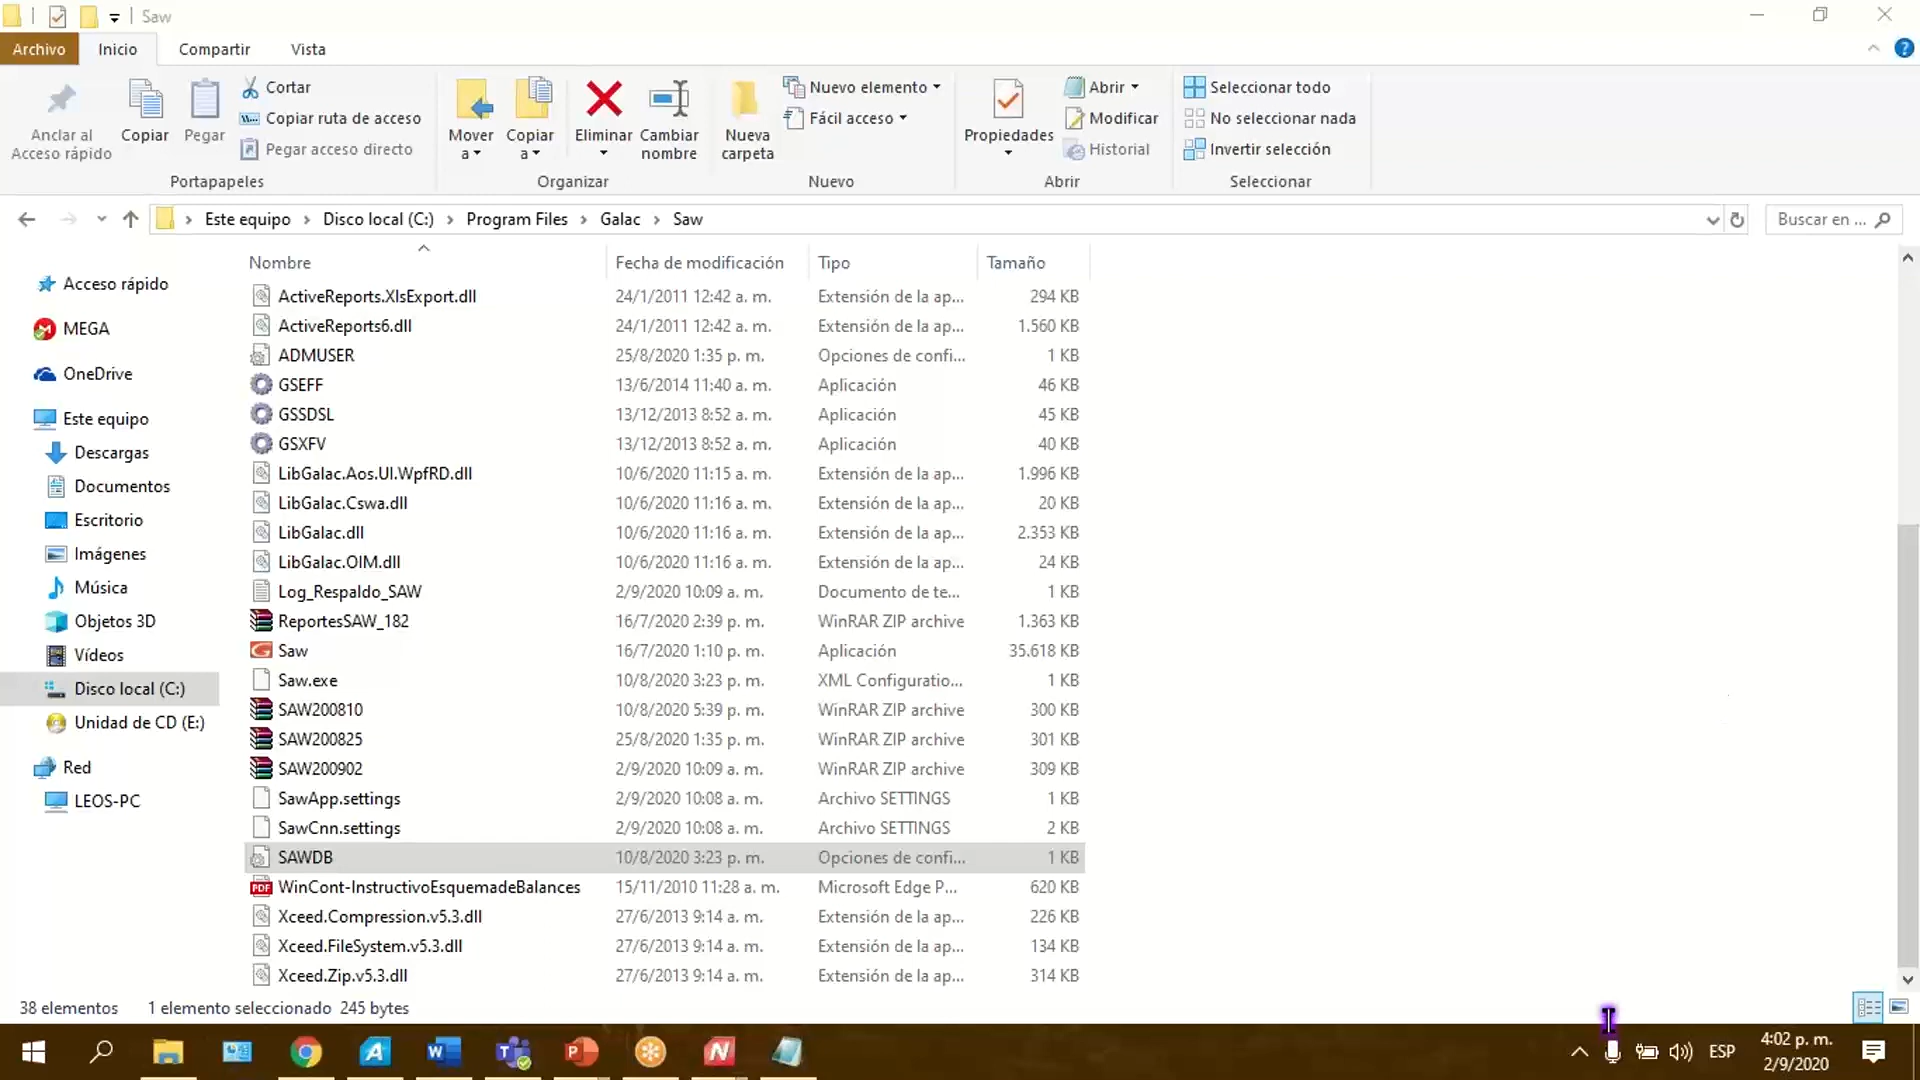 Saw
Archivo Inicio Compartir Vista
Anclar al Acceso rápido
Copiar
Pegar
Cortar
Copiar ruta de acceso
Pegar acceso directo
Portapapeles
Mover a
Copiar a
Eliminar
Cambiar nombre
Organizar
Nueva carpeta
Nuevo elemento
Fácil acceso
Nuevo
Propiedades
Abrir
Modificar
Historial
Abrir
Seleccionar todo
No seleccionar nada
Invertir selección
Seleccionar
Este equipo > Disco local (C:) > Program Files > Galac > Saw
Buscar en ...
Acceso rápido
MEGA
OneDrive
Este equipo
Descargas
Documentos
Escritorio
Imágenes
Música
Objetos 3D
Vídeos
Disco local (C:)
Unidad de CD (E:)
Red
LEOS-PC
Nombre Fecha de modificación Tipo Tamaño
ActiveReports.XlsExport.dll 24/1/2011 12:42 a. m. Extensión de la ap... 294 KB
ActiveReports6.dll 24/1/2011 12:42 a. m. Extensión de la ap... 1.560 KB
ADMUSER 25/8/2020 1:35 p. m. Opciones de confi... 1 KB
GSEFF 13/6/2014 11:40 a. m. Aplicación 46 KB
GSSDSL 13/12/2013 8:52 a. m. Aplicación 45 KB
GSXFV 13/12/2013 8:52 a. m. Aplicación 40 KB
LibGalac.Aos.UI.WpfRD.dll 10/6/2020 11:15 a. m. Extensión de la ap... 1.996 KB
LibGalac.Cswa.dll 10/6/2020 11:16 a. m. Extensión de la ap... 20 KB
LibGalac.dll 10/6/2020 11:16 a. m. Extensión de la ap... 2.353 KB
LibGalac.OIM.dll 10/6/2020 11:16 a. m. Extensión de la ap... 24 KB
Log_Respaldo_SAW 2/9/2020 10:09 a. m. Documento de te... 1 KB
ReportesSAW_182 16/7/2020 2:39 p. m. WinRAR ZIP archive 1.363 KB
Saw 16/7/2020 1:10 p. m. Aplicación 35.618 KB
Saw.exe 10/8/2020 3:23 p. m. XML Configuratio... 1 KB
SAW200810 10/8/2020 5:39 p. m. WinRAR ZIP archive 300 KB
SAW200825 25/8/2020 1:35 p. m. WinRAR ZIP archive 301 KB
SAW200902 2/9/2020 10:09 a. m. WinRAR ZIP archive 309 KB
SawApp.settings 2/9/2020 10:08 a. m. Archivo SETTINGS 1 KB
SawCnn.settings 2/9/2020 10:08 a. m. Archivo SETTINGS 2 KB
SAWDB 10/8/2020 3:23 p. m. Opciones de confi... 1 KB
WinCont-InstructivoEsquemadeBalances 15/11/2010 11:28 a. m. Microsoft Edge P... 620 KB
Xceed.Compression.v5.3.dll 27/6/2013 9:14 a. m. Extensión de la ap... 226 KB
Xceed.FileSystem.v5.3.dll 27/6/2013 9:14 a. m. Extensión de la ap... 134 KB
Xceed.Zip.v5.3.dll 27/6/2013 9:14 a. m. Extensión de la ap... 314 KB
38 elementos 1 elemento seleccionado 245 bytes
ESP
4:02 p. m.
2/9/2020